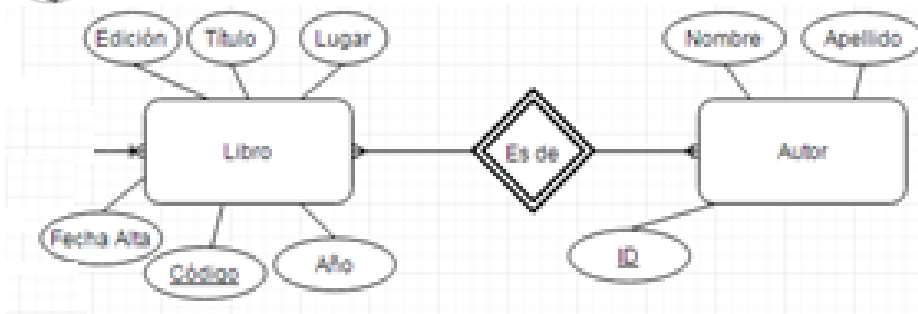 Edición
Título
Lugar
Nombre
Apellido
Libro
Es de
Autor
Fecha Alta
Código
Año
ID